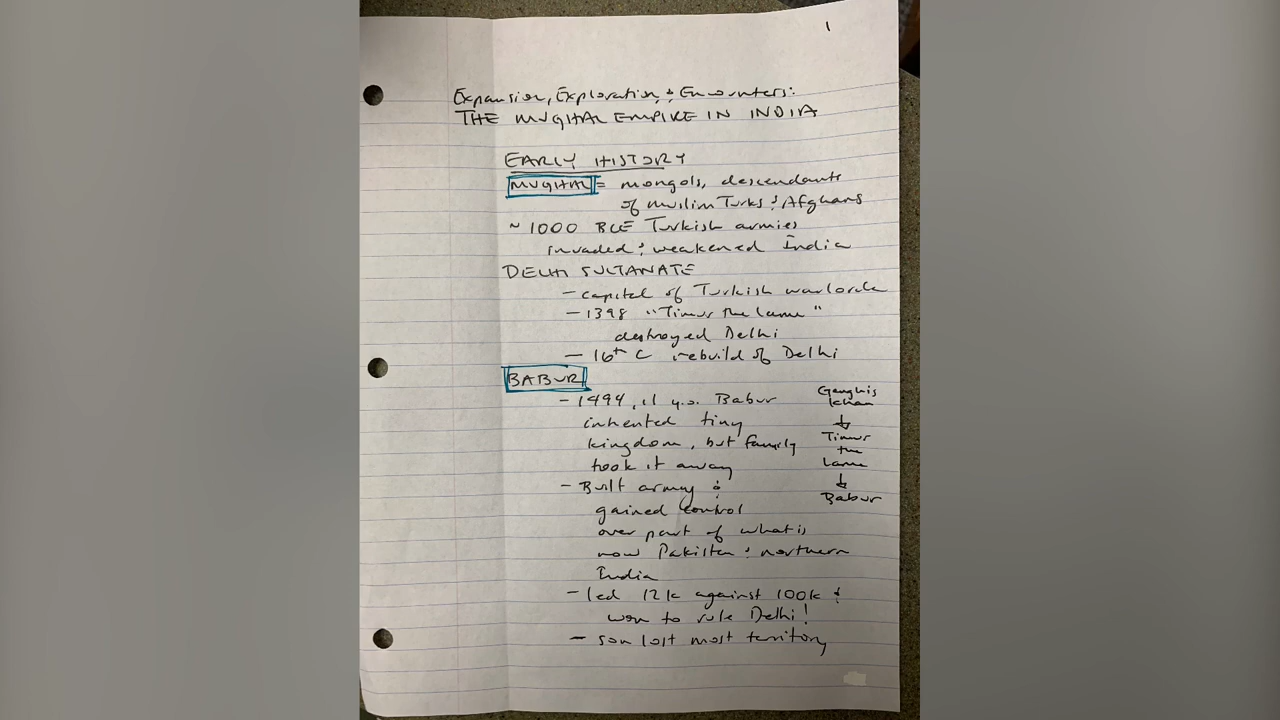 1
Expansion, Exploration, & Encounters:
THE MUGHAL EMPIRE IN INDIA
EARLY HISTORY
MUGHAL = mongols, descendants
of muslim Turks & Afghans
~ 1000 BCE Turkish armies
invaded & weakened India
DELHI SULTANATE
- capital of Turkish warlords
- 1398 "Timur the Lame"
destroyed Delhi
- 16th C rebuild of Delhi
BABUR
- 1494, 11 y.o. Babur
inherited tiny
kingdom, but family
took it away
- Built army &
gained control
over part of what is
now Pakistan & northern
India
- led 12k against 100k &
won to rule Delhi!
- son lost most territory
Genghis
Khan
↓
Timur
the
Lame
↓
Babur